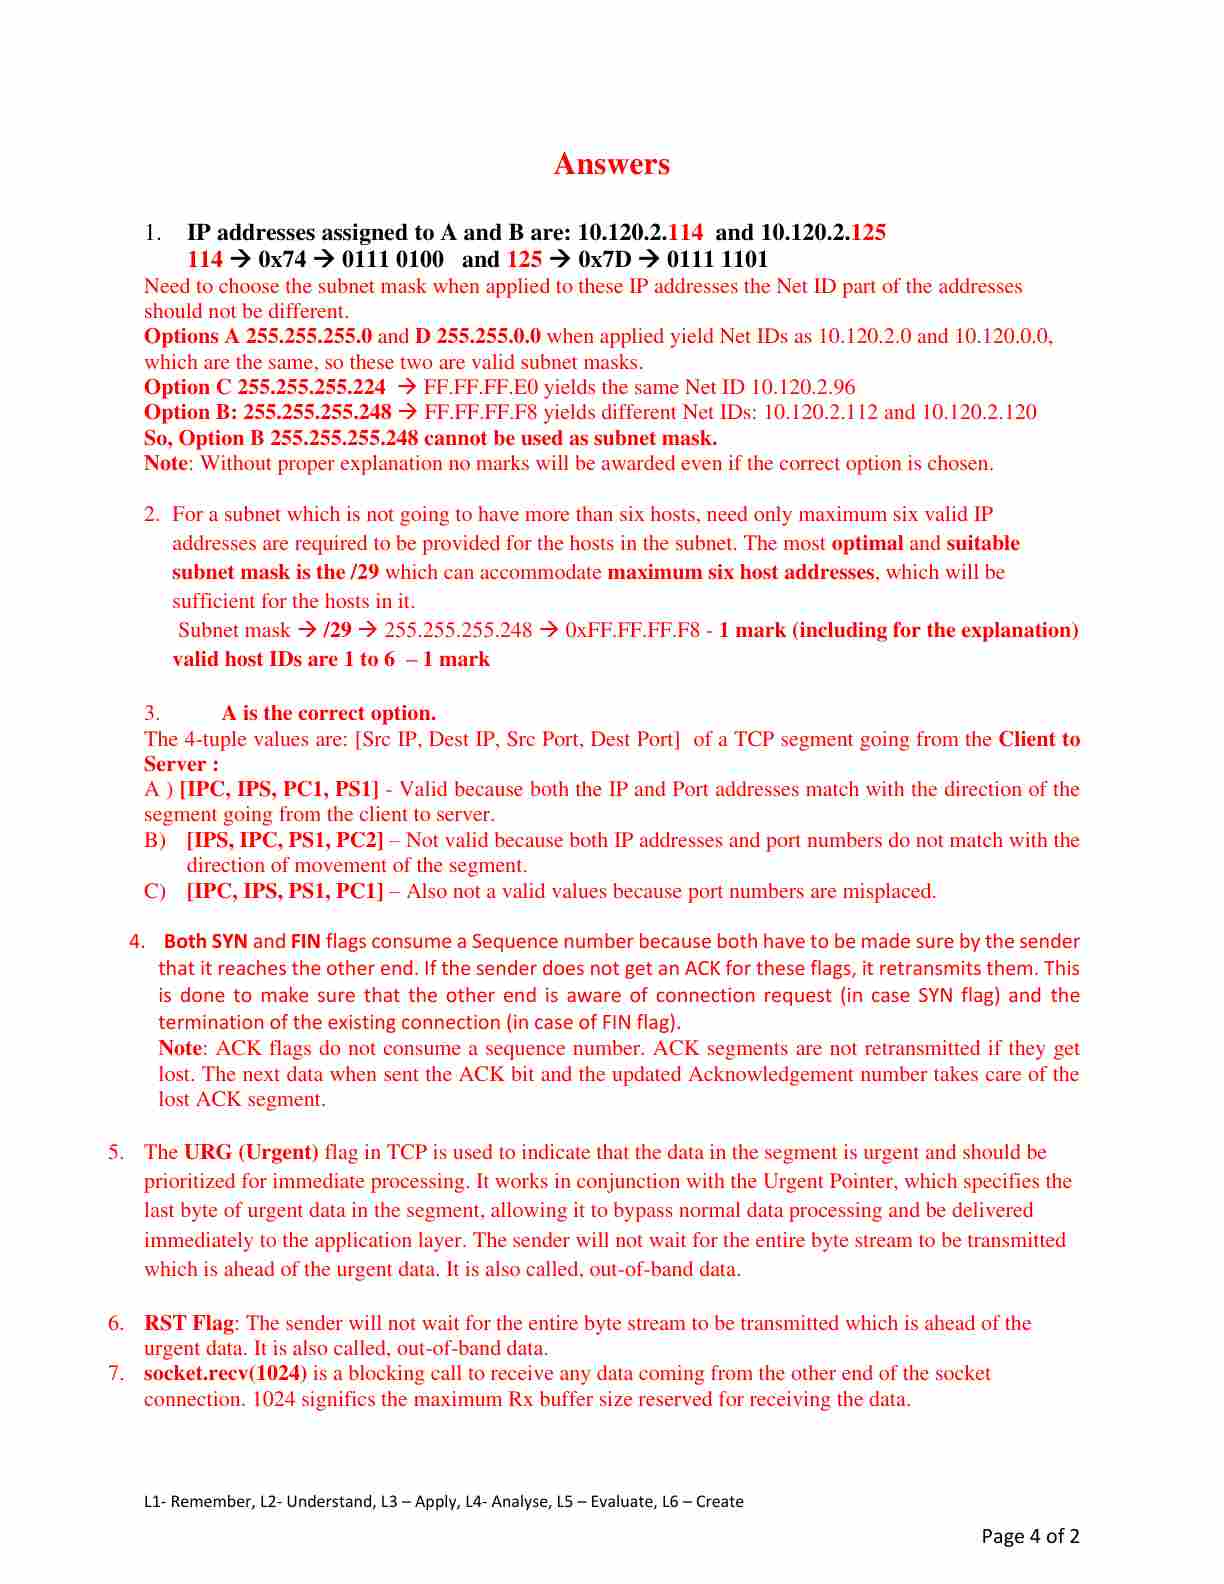 Answers
1. IP addresses assigned to A and B are: 10.120.2.114 and 10.120.2.125
114 → 0x74 → 0111 0100 and 125 → 0x7D → 0111 1101
Need to choose the subnet mask when applied to these IP addresses the Net ID part of the addresses
should not be different.
Options A 255.255.255.0 and D 255.255.0.0 when applied yield Net IDs as 10.120.2.0 and 10.120.0.0,
which are the same, so these two are valid subnet masks.
Option C 255.255.255.224 → FF.FF.FF.E0 yields the same Net ID 10.120.2.96
Option B: 255.255.255.248 → FF.FF.FF.F8 yields different Net IDs: 10.120.2.112 and 10.120.2.120
So, Option B 255.255.255.248 cannot be used as subnet mask.
Note: Without proper explanation no marks will be awarded even if the correct option is chosen.
2. For a subnet which is not going to have more than six hosts, need only maximum six valid IP
addresses are required to be provided for the hosts in the subnet. The most optimal and suitable
subnet mask is the /29 which can accommodate maximum six host addresses, which will be
sufficient for the hosts in it.
Subnet mask → /29 → 255.255.255.248 → 0xFF.FF.FF.F8 - 1 mark (including for the explanation)
valid host IDs are 1 to 6 – 1 mark
3. A is the correct option.
The 4-tuple values are: [Src IP, Dest IP, Src Port, Dest Port] of a TCP segment going from the Client to
Server :
A ) [IPC, IPS, PC1, PS1] - Valid because both the IP and Port addresses match with the direction of the
segment going from the client to server.
B) [IPS, IPC, PS1, PC2] – Not valid because both IP addresses and port numbers do not match with the
direction of movement of the segment.
C) [IPC, IPS, PS1, PC1] – Also not a valid values because port numbers are misplaced.
4. Both SYN and FIN flags consume a Sequence number because both have to be made sure by the sender
that it reaches the other end. If the sender does not get an ACK for these flags, it retransmits them. This
is done to make sure that the other end is aware of connection request (in case SYN flag) and the
termination of the existing connection (in case of FIN flag).
Note: ACK flags do not consume a sequence number. ACK segments are not retransmitted if they get
lost. The next data when sent the ACK bit and the updated Acknowledgement number takes care of the
lost ACK segment.
5. The URG (Urgent) flag in TCP is used to indicate that the data in the segment is urgent and should be
prioritized for immediate processing. It works in conjunction with the Urgent Pointer, which specifies the
last byte of urgent data in the segment, allowing it to bypass normal data processing and be delivered
immediately to the application layer. The sender will not wait for the entire byte stream to be transmitted
which is ahead of the urgent data. It is also called, out-of-band data.
6. RST Flag: The sender will not wait for the entire byte stream to be transmitted which is ahead of the
urgent data. It is also called, out-of-band data.
7. socket.recv(1024) is a blocking call to receive any data coming from the other end of the socket
connection. 1024 significs the maximum Rx buffer size reserved for receiving the data.
L1- Remember, L2- Understand, L3 – Apply, L4- Analyse, L5 – Evaluate, L6 – Create
Page 4 of 2